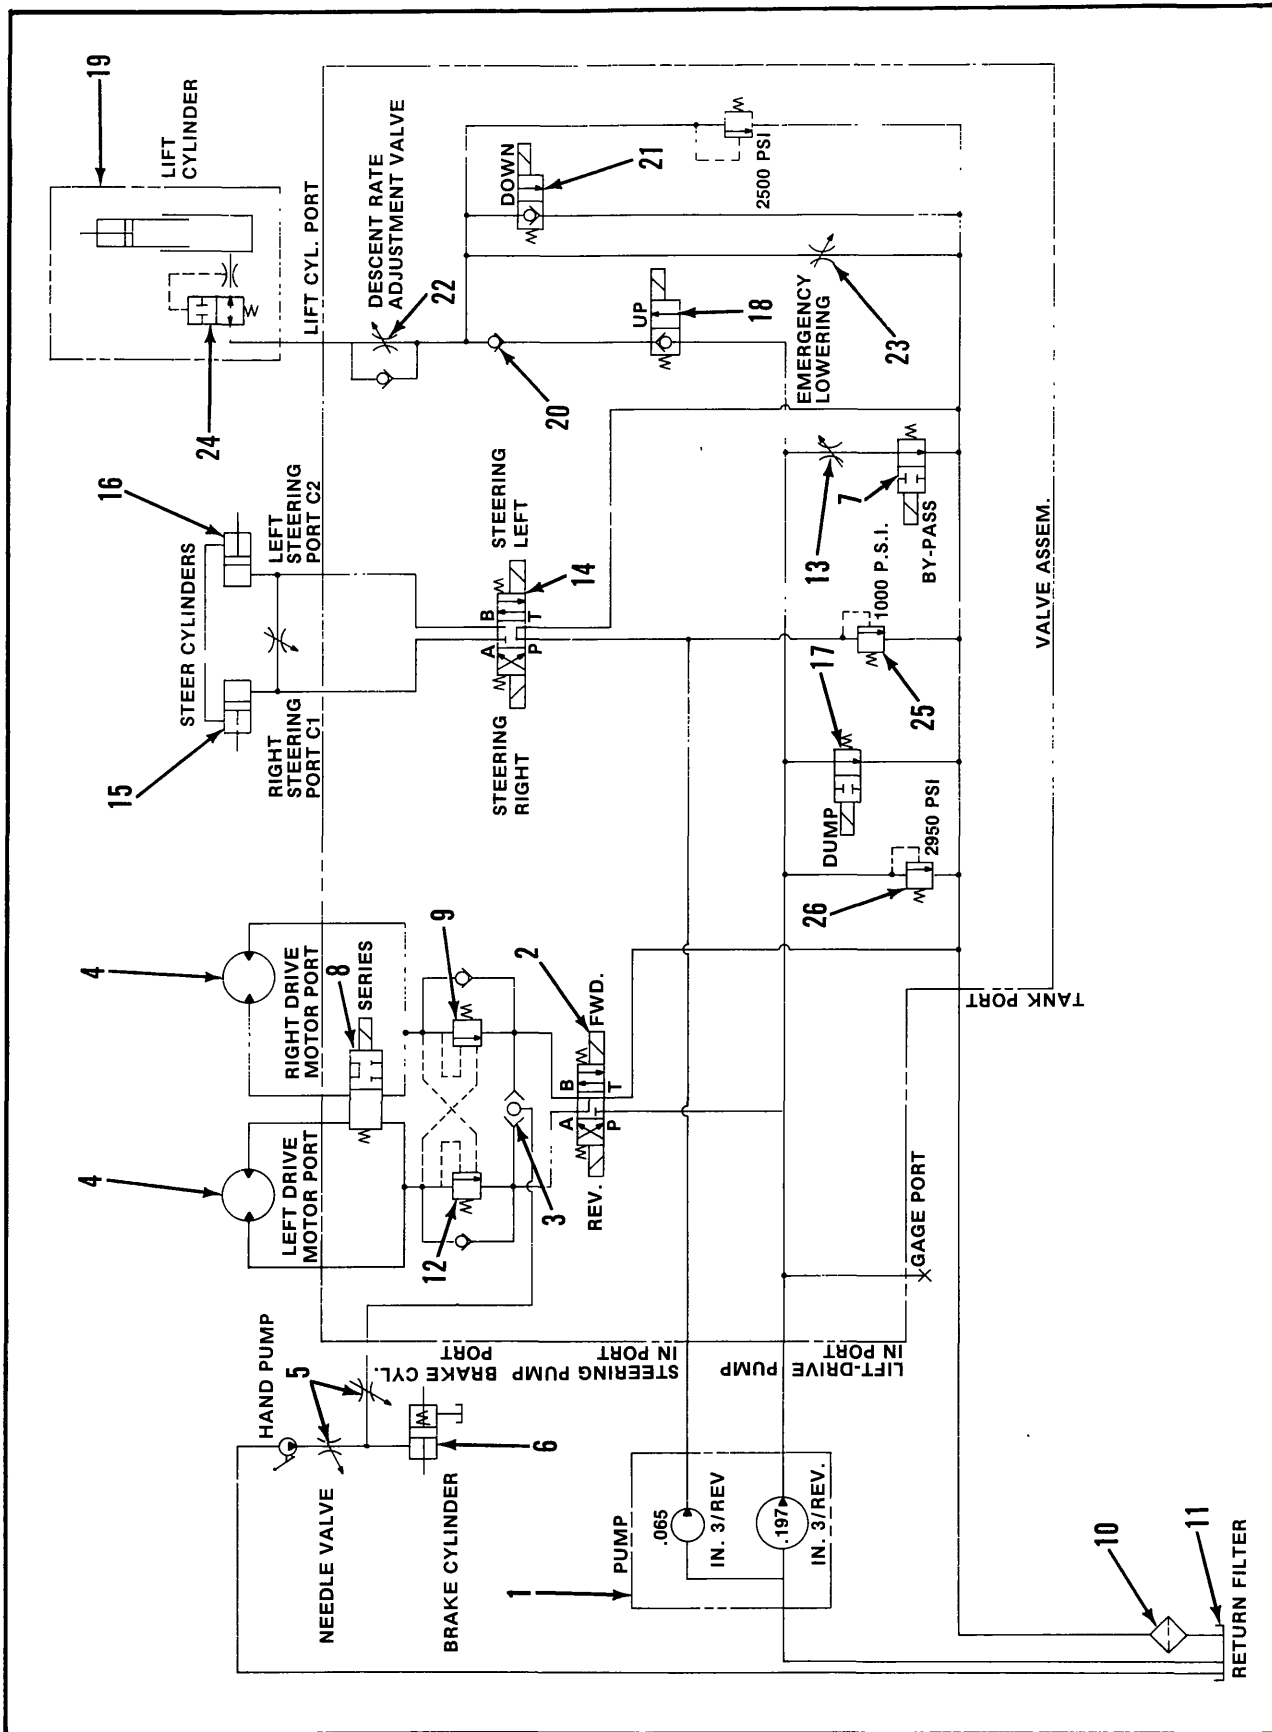 19
LIFT
CYLINDER
24
LIFT CYL. PORT
DESCENT RATE
ADJUSTMENT VALVE
22
20
UP
18
DOWN
21
2500 PSI
EMERGENCY
LOWERING
23
16
STEER CYLINDERS
15
LEFT
STEERING
PORT C2
RIGHT
STEERING
PORT C1
STEERING
LEFT
14
A
B
P
T
STEERING
RIGHT
13
7
BY-PASS
1000 P.S.I.
17
25
DUMP
2950 PSI
26
VALVE ASSEM.
4
RIGHT DRIVE
MOTOR PORT
8
SERIES
9
2
FWD.
4
LEFT DRIVE
MOTOR PORT
12
3
A
B
P
T
REV.
TANK PORT
GAGE PORT
HAND PUMP
5
NEEDLE VALVE
6
BRAKE CYLINDER
BRAKE CYL.
PORT
STEERING PUMP
IN PORT
LIFT-DRIVE PUMP
IN PORT
1
PUMP
.065
IN. 3/REV
.197
IN. 3/REV.
10
11
RETURN FILTER